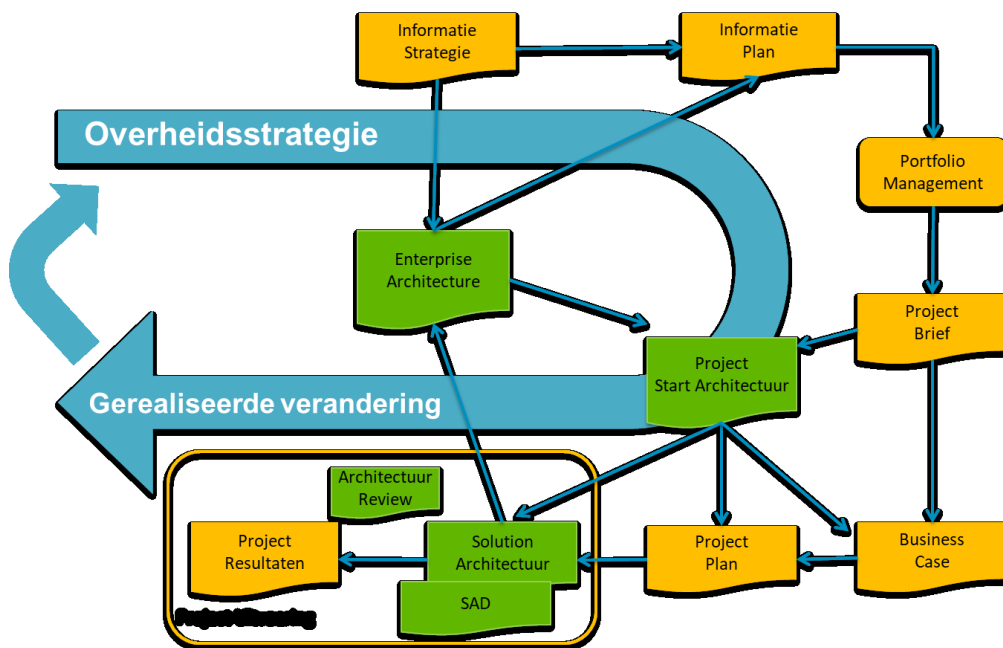 Informatie
Strategie
Informatie
Plan
Overheidsstrategie
Portfolio
Management
Enterprise
Architecture
Project
Brief
Project
Start Architectuur
Gerealiseerde verandering
Architectuur
Review
Project
Resultaten
Solution
Architectuur
SAD
Project
Plan
Business
Case